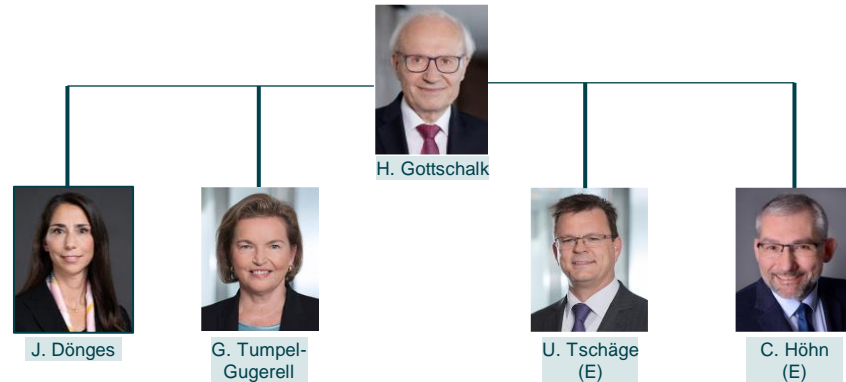 H. Gottschalk
J. Dönges
G. Tumpel-
Gugerell
U. Tschäge
(E)
C. Höhn
(E)